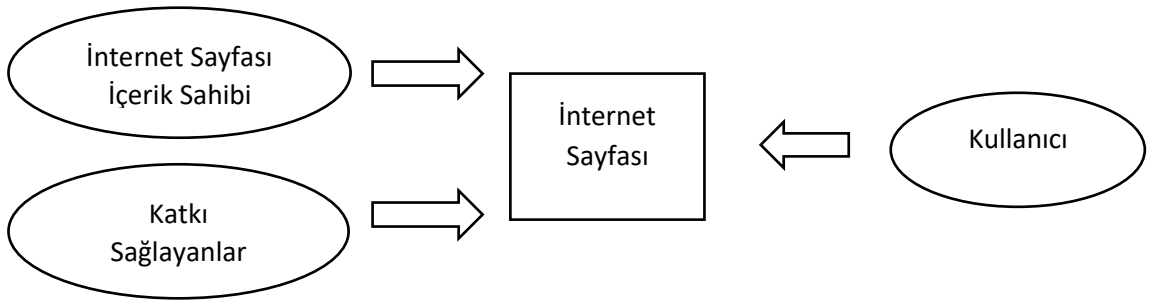 İnternet Sayfası
İçerik Sahibi
Katkı
Sağlayanlar
İnternet
Sayfası
Kullanıcı